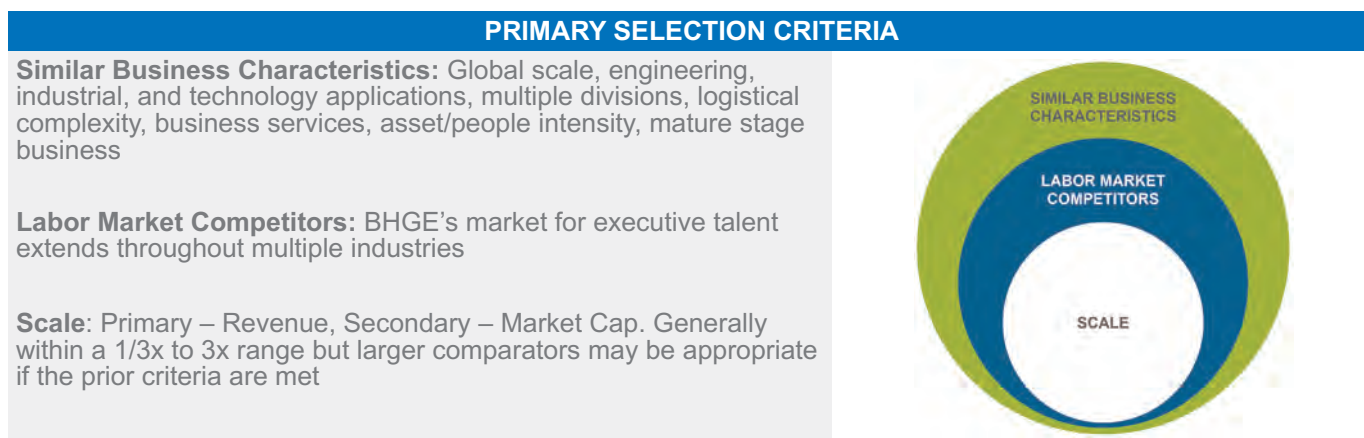 PRIMARY SELECTION CRITERIA
Similar Business Characteristics: Global scale, engineering,
industrial, and technology applications, multiple divisions, logistical
complexity, business services, asset/people intensity, mature stage
business
Labor Market Competitors: BHGE's market for executive talent
extends throughout multiple industries
Scale: Primary – Revenue, Secondary – Market Cap. Generally
within a 1/3x to 3x range but larger comparators may be appropriate
if the prior criteria are met
SIMILAR BUSINESS
CHARACTERISTICS
LABOR MARKET
COMPETITORS
SCALE